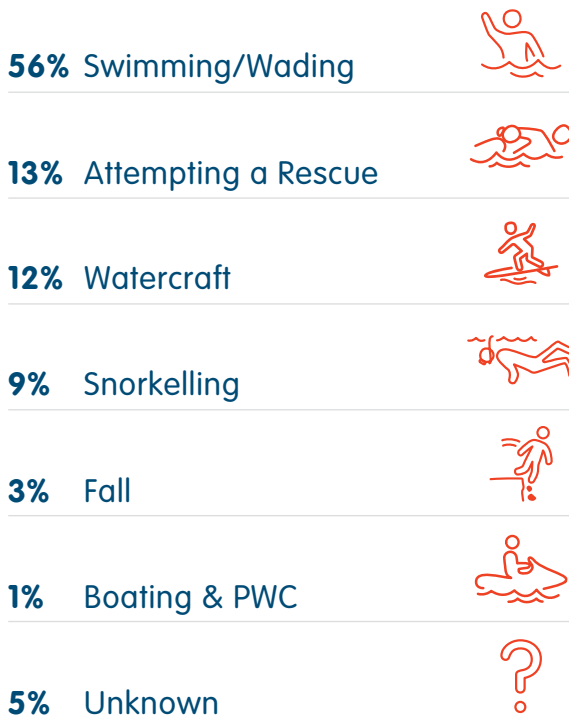 56% Swimming/Wading
13% Attempting a Rescue
12% Watercraft
9% Snorkelling
3% Fall
1% Boating & PWC
5% Unknown